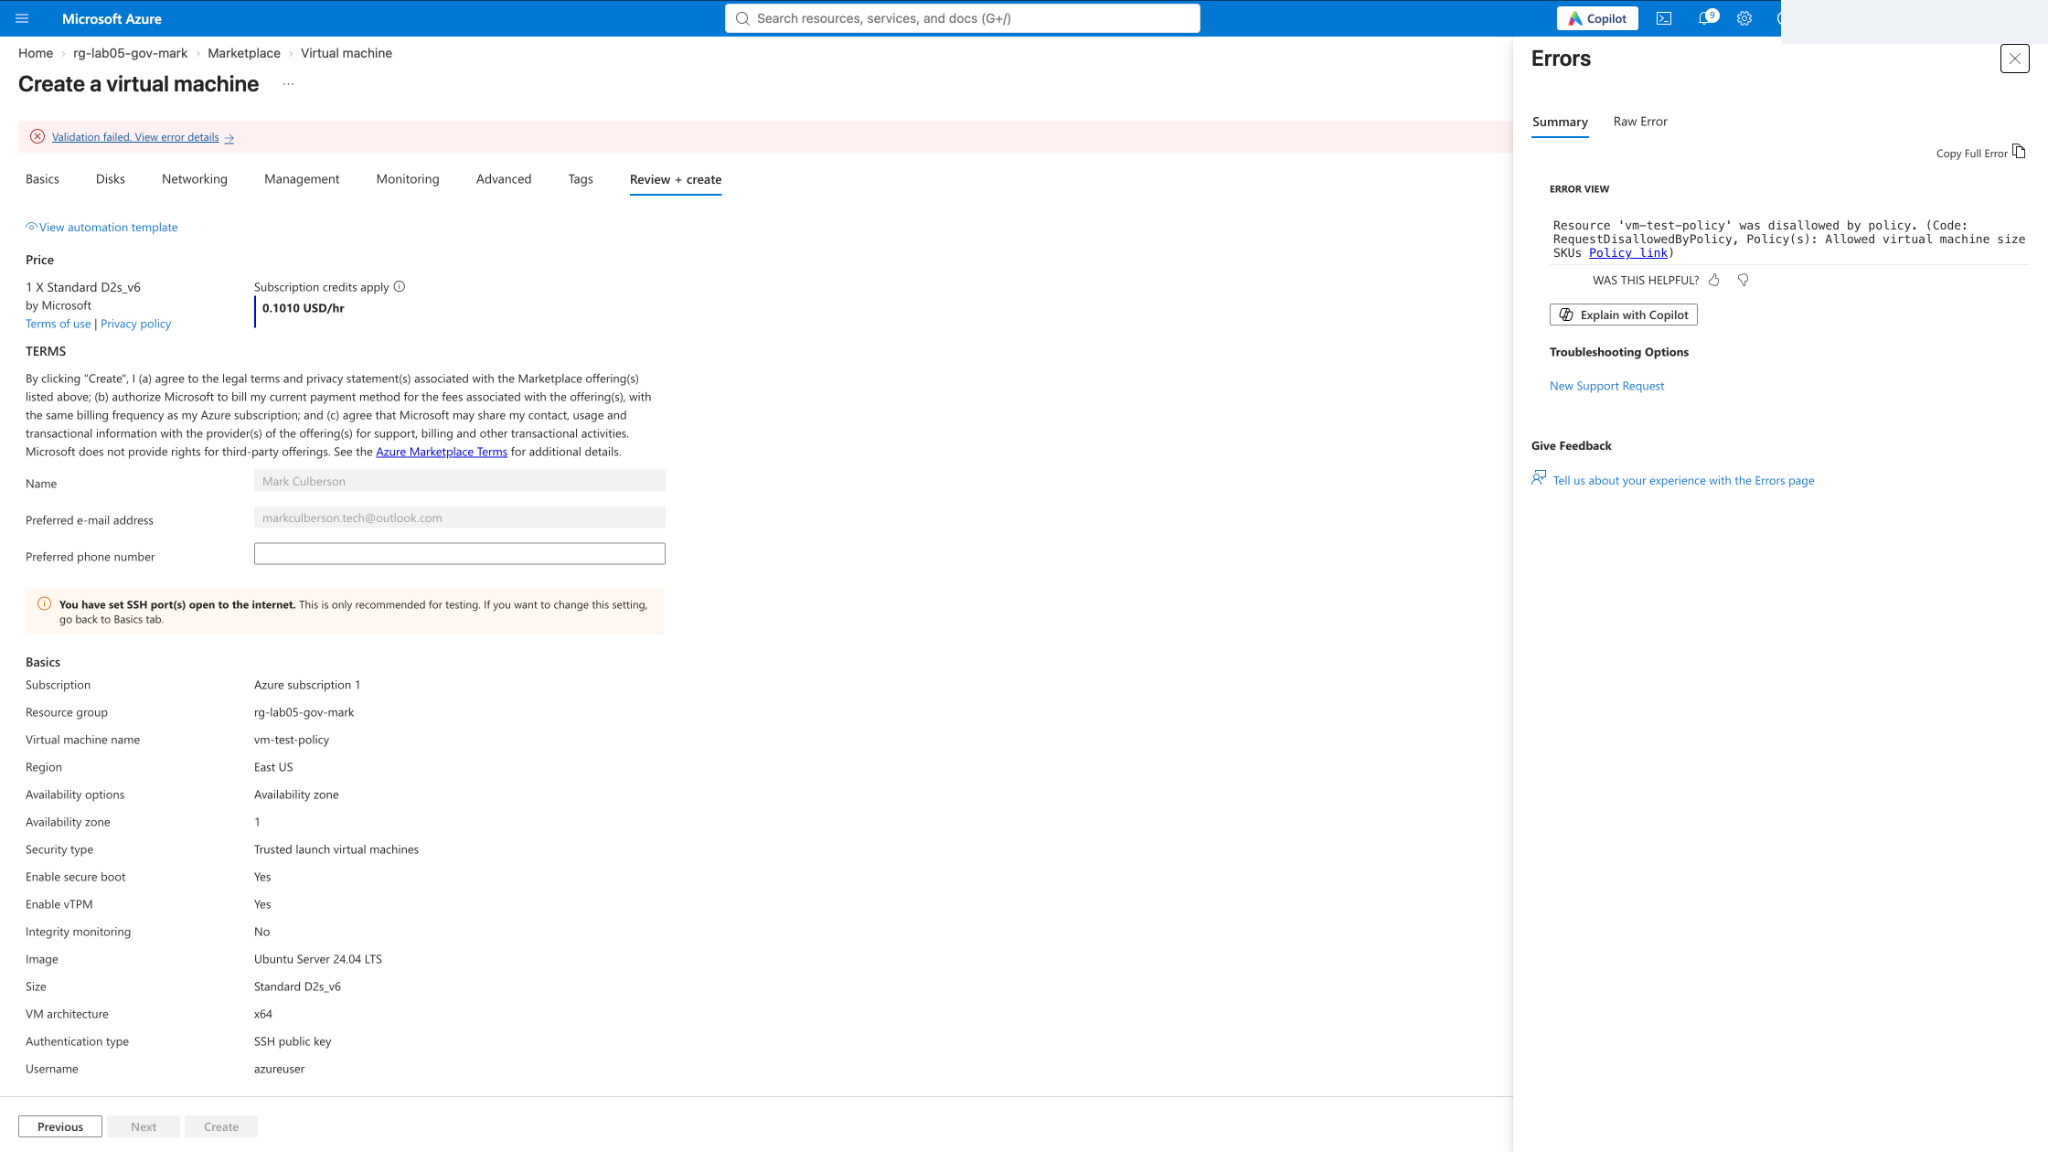 Microsoft Azure
Search resources, services, and docs (G+/)
Copilot
9
Home > rg-lab05-gov-mark > Marketplace > Virtual machine
Create a virtual machine ...
Validation failed. View error details →
Basics Disks Networking Management Monitoring Advanced Tags Review + create
View automation template
Price
1 X Standard D2s_v6
by Microsoft
Terms of use | Privacy policy
Subscription credits apply
0.1010 USD/hr
TERMS
By clicking "Create", I (a) agree to the legal terms and privacy statement(s) associated with the Marketplace offering(s)
listed above; (b) authorize Microsoft to bill my current payment method for the fees associated with the offering(s), with
the same billing frequency as my Azure subscription; and (c) agree that Microsoft may share my contact, usage and
transactional information with the provider(s) of the offering(s) for support, billing and other transactional activities.
Microsoft does not provide rights for third-party offerings. See the Azure Marketplace Terms for additional details.
Name Mark Culberson
Preferred e-mail address markculberson.tech@outlook.com
Preferred phone number
You have set SSH port(s) open to the internet. This is only recommended for testing. If you want to change this setting,
go back to Basics tab.
Basics
Subscription Azure subscription 1
Resource group rg-lab05-gov-mark
Virtual machine name vm-test-policy
Region East US
Availability options Availability zone
Availability zone 1
Security type Trusted launch virtual machines
Enable secure boot Yes
Enable vTPM Yes
Integrity monitoring No
Image Ubuntu Server 24.04 LTS
Size Standard D2s_v6
VM architecture x64
Authentication type SSH public key
Username azureuser
Previous Next Create
Errors
Summary Raw Error
Copy Full Error
ERROR VIEW
Resource 'vm-test-policy' was disallowed by policy. (Code:
RequestDisallowedByPolicy, Policy(s): Allowed virtual machine size
SKUs Policy link)
WAS THIS HELPFUL?
Explain with Copilot
Troubleshooting Options
New Support Request
Give Feedback
Tell us about your experience with the Errors page